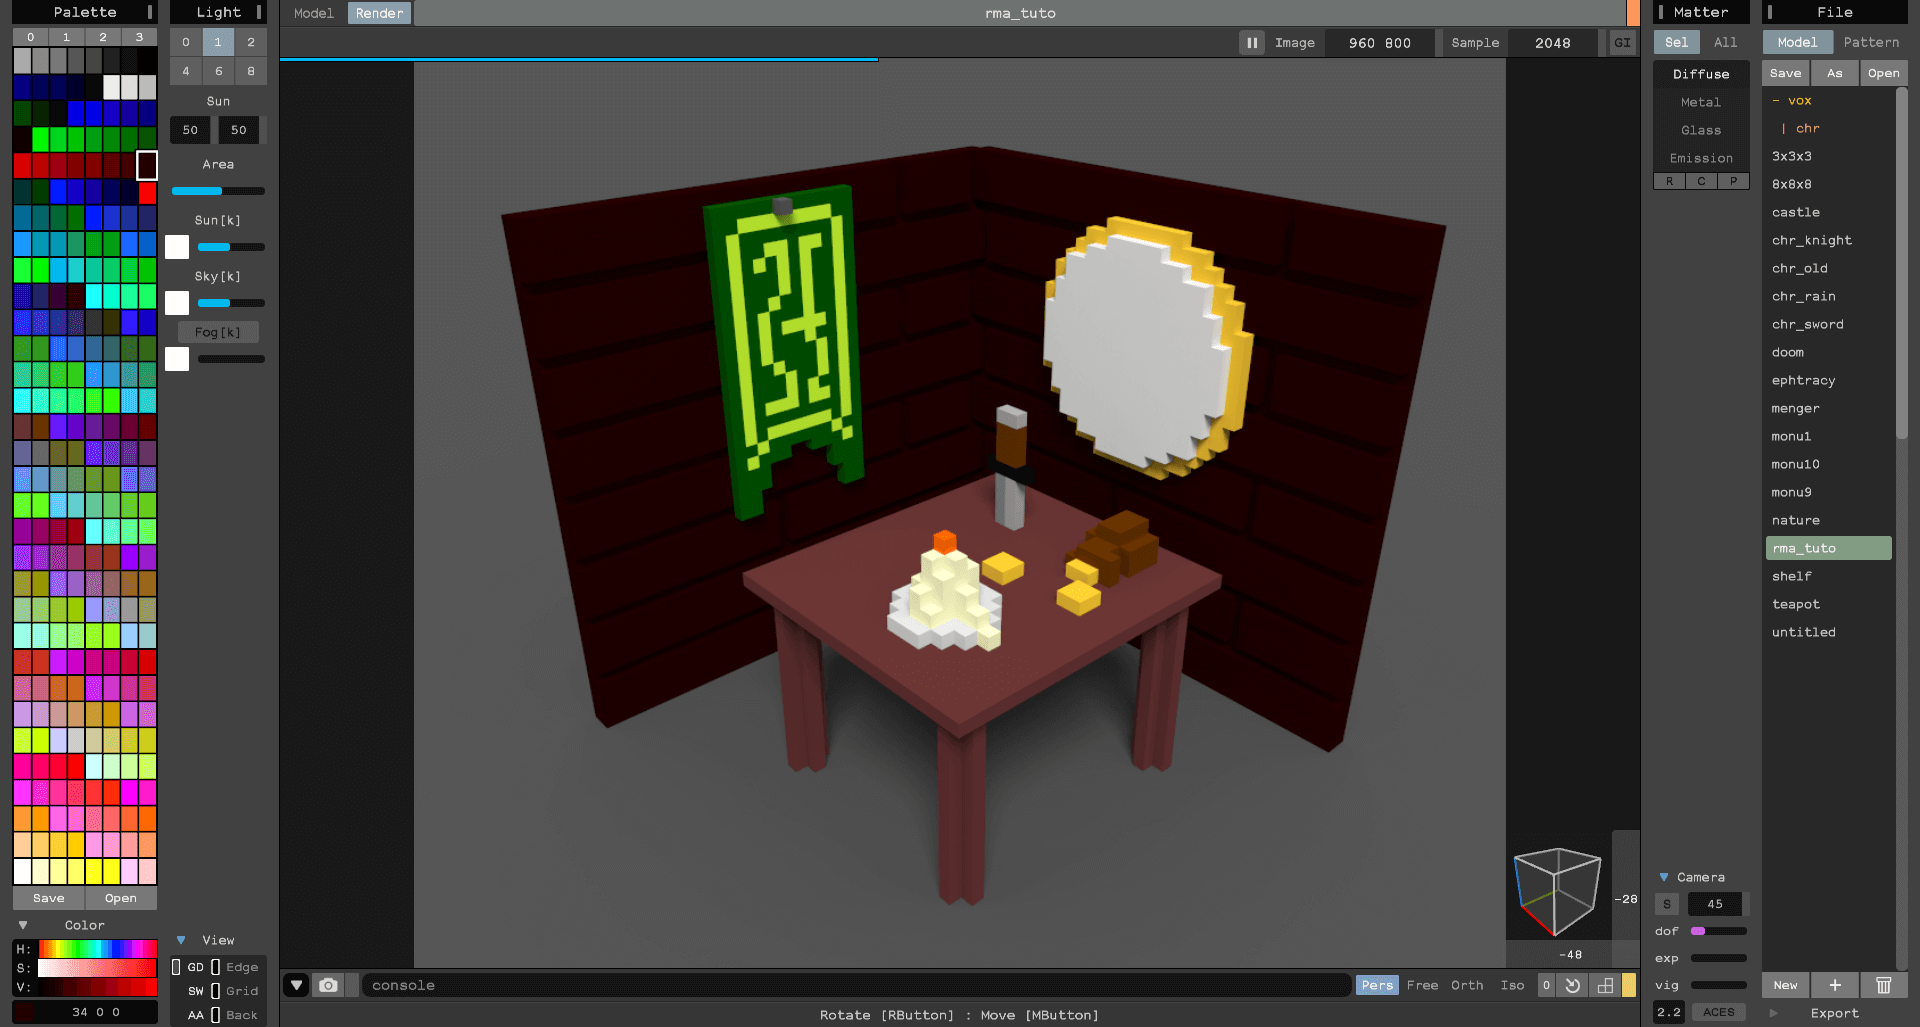 Palette
0 1 2 3
Save Open
Color
H:
S:
V:
34 0 0
Light
0 1 2
4 6 8
Sun
50 50
Area
Sun[k]
Sky[k]
Fog[k]
View
GD Edge
SW Grid
AA Back
Model Render rma_tuto
Image 960 800 Sample 2048 GI
-28
-48
console Pers Free Orth Iso 0
Rotate [RButton] : Move [MButton]
Matter
Sel All
Diffuse
Metal
Glass
Emission
R C P
Camera
S 45
dof
exp
vig
2.2 ACES
File
Model Pattern
Save As Open
- vox
| chr
3x3x3
8x8x8
castle
chr_knight
chr_old
chr_rain
chr_sword
doom
ephtracy
menger
monu1
monu10
monu9
nature
rma_tuto
shelf
teapot
untitled
New +
Export